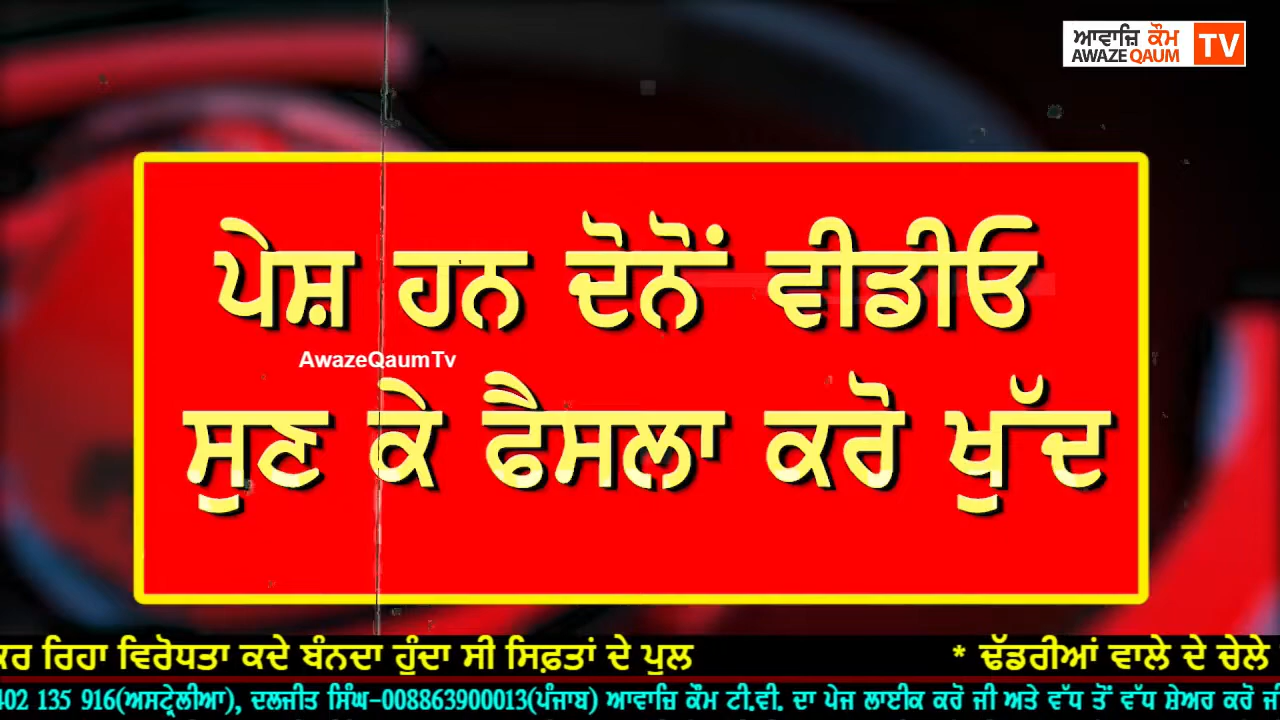 ਆਵਾਜ਼ਿ ਕੌਮ
AWAZE QAUM TV
ਪੇਸ਼ ਹਨ ਦੋਨੋਂ ਵੀਡੀਓ
AwazeQaumTv
ਸੁਣ ਕੇ ਫੈਸਲਾ ਕਰੋ ਖੁੱਦ
ਕਰ ਰਿਹਾ ਵਿਰੋਧਤਾ ਕਦੇ ਬੰਨਦਾ ਹੁੰਦਾ ਸੀ ਸਿਫ਼ਤਾਂ ਦੇ ਪੁਲ * ਢੱਡਰੀਆਂ ਵਾਲੇ ਦੇ ਚੇਲੇ
402 135 916(ਅਸਟ੍ਰੇਲੀਆ), ਦਲਜੀਤ ਸਿੰਘ-008863900013(ਪੰਜਾਬ) ਆਵਾਜ਼ਿ ਕੌਮ ਟੀ.ਵੀ. ਦਾ ਪੇਜ ਲਾਈਕ ਕਰੋ ਜੀ ਅਤੇ ਵੱਧ ਤੋਂ ਵੱਧ ਸ਼ੇਅਰ ਕਰੋ ਜੀ